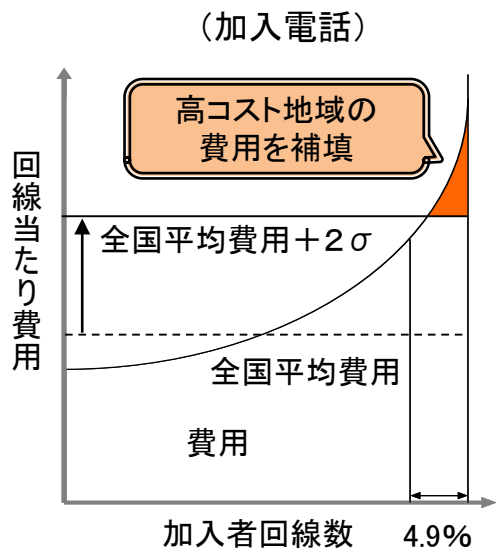 （加入電話）
高コスト地域の
費用を補填
回線当たり費用
全国平均費用＋２σ
全国平均費用
費用
加入者回線数
4.9%